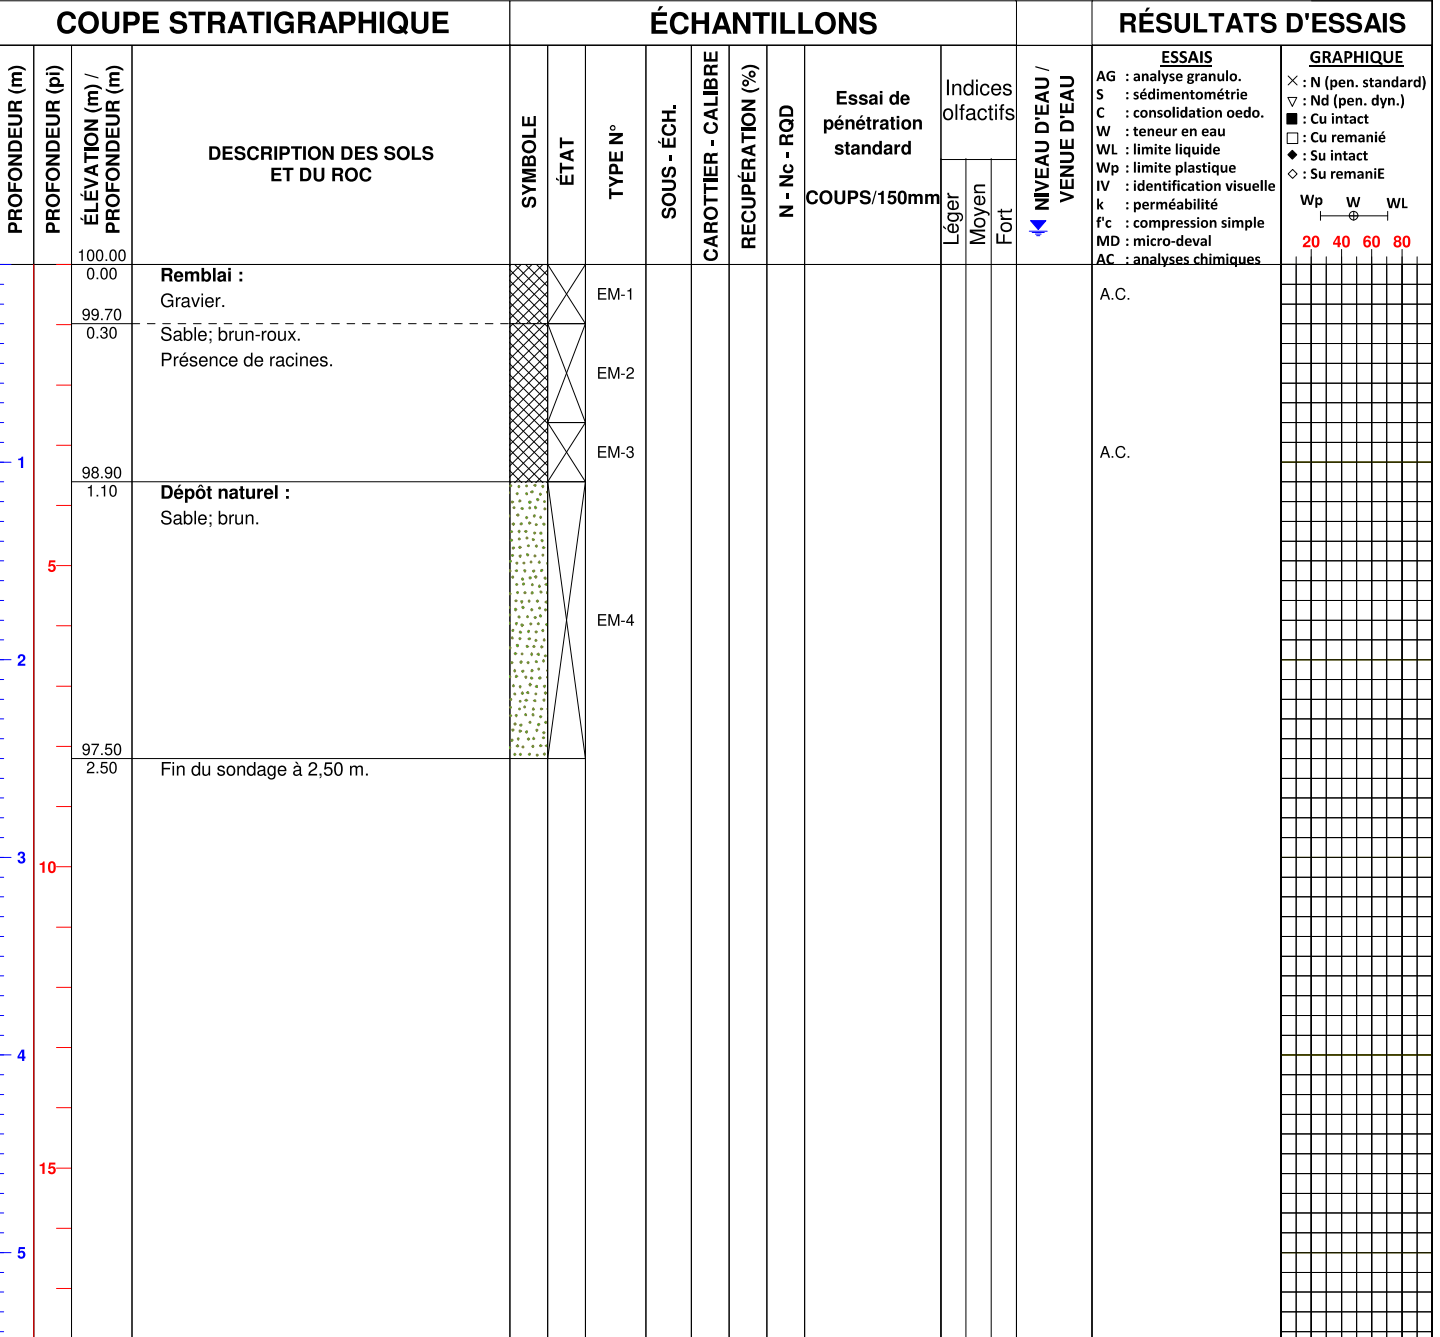 COUPE STRATIGRAPHIQUE
ÉCHANTILLONS
RÉSULTATS D'ESSAIS
PROFONDEUR (m)
PROFONDEUR (pi)
ÉLÉVATION (m) /
PROFONDEUR (m)
DESCRIPTION DES SOLS
ET DU ROC
SYMBOLE
ÉTAT
TYPE N°
SOUS - ÉCH.
CAROTTIER - CALIBRE
RECUPÉRATION (%)
N - Nc - RQD
Essai de
pénétration
standard
COUPS/150mm
Indices
olfactifs
Léger
Moyen
Fort
NIVEAU D'EAU /
VENUE D'EAU
ESSAIS
AG : analyse granulo.
S : sédimentométrie
C : consolidation oedo.
W : teneur en eau
WL : limite liquide
Wp : limite plastique
IV : identification visuelle
k : perméabilité
f'c : compression simple
MD : micro-deval
AC : analyses chimiques
GRAPHIQUE
× : N (pen. standard)
▽ : Nd (pen. dyn.)
■ : Cu intact
□ : Cu remanié
◆ : Su intact
◇ : Su remaniE
Wp W WL
20 40 60 80
100.00
0.00 Remblai :
Gravier.
EM-1 A.C.
99.70
0.30 Sable; brun-roux.
Présence de racines.
EM-2
EM-3 A.C.
1
98.90
1.10 Dépôt naturel :
Sable; brun.
5
EM-4
2
97.50
2.50 Fin du sondage à 2,50 m.
3
10
4
15
5